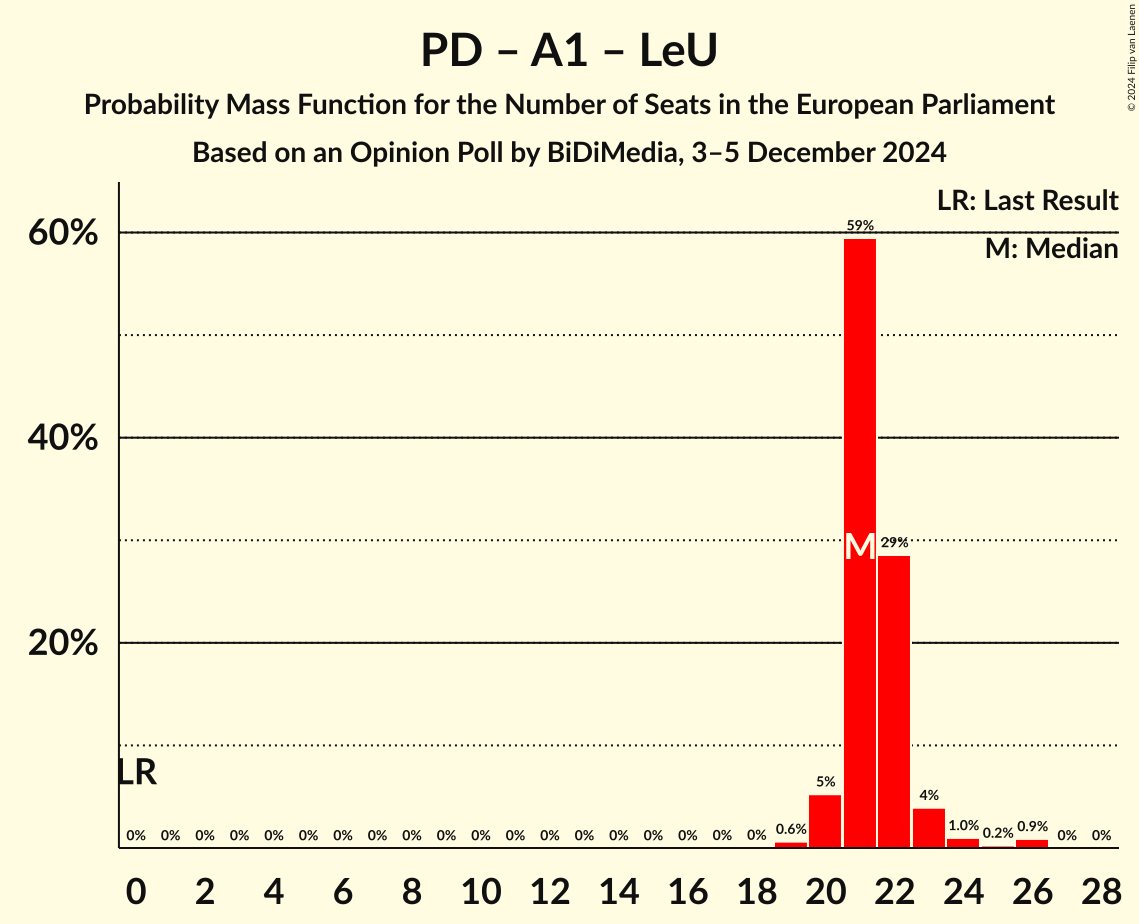 PD – A1 – LeU
Probability Mass Function for the Number of Seats in the European Parliament
Based on an Opinion Poll by BiDiMedia, 3–5 December 2024
© 2024 Filip van Laenen
LR: Last Result
M: Median
60%
40%
20%
LR
M
0% 0% 0% 0% 0% 0% 0% 0% 0% 0% 0% 0% 0% 0% 0% 0% 0% 0% 0% 0.6% 5% 59% 29% 4% 1.0% 0.2% 0.9% 0% 0%
0 2 4 6 8 10 12 14 16 18 20 22 24 26 28